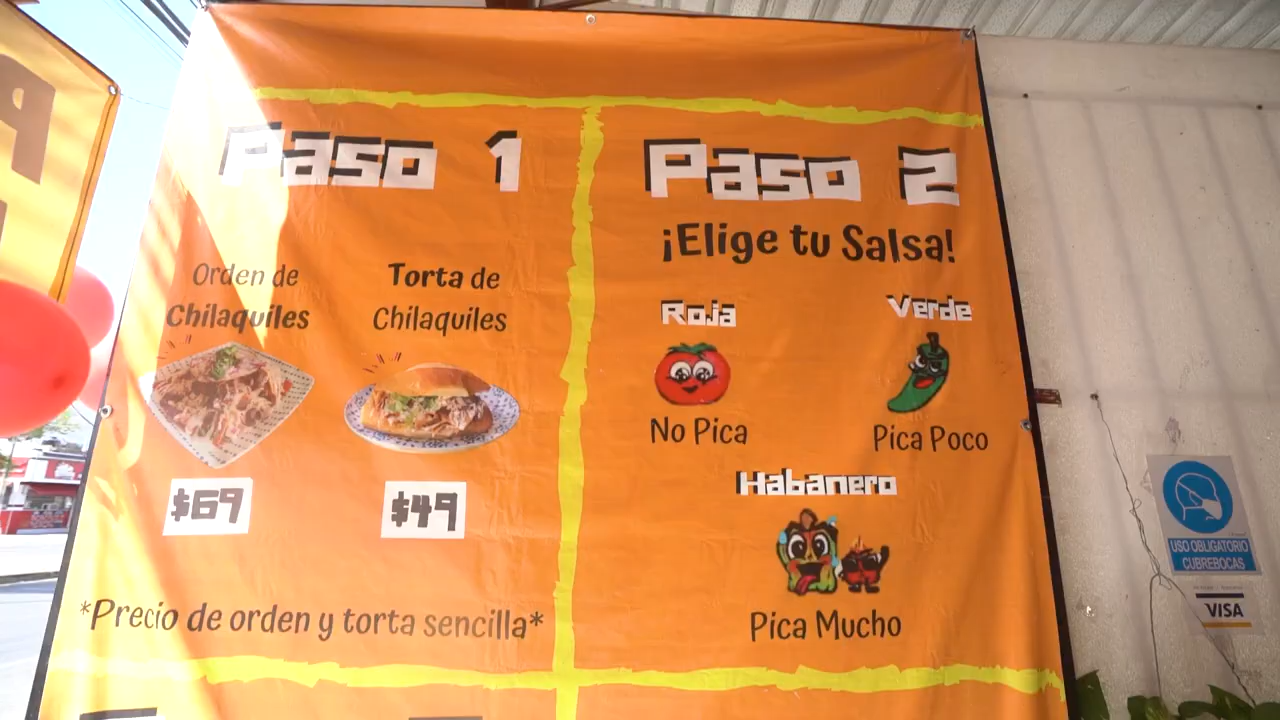 Paso 1
Orden de
Chilaquiles
Torta de
Chilaquiles
$69
$49
*Precio de orden y torta sencilla*
Paso 2
¡Elige tu Salsa!
Roja
No Pica
Verde
Pica Poco
Habanero
Pica Mucho
USO OBLIGATORIO
CUBREBOCAS
VISA